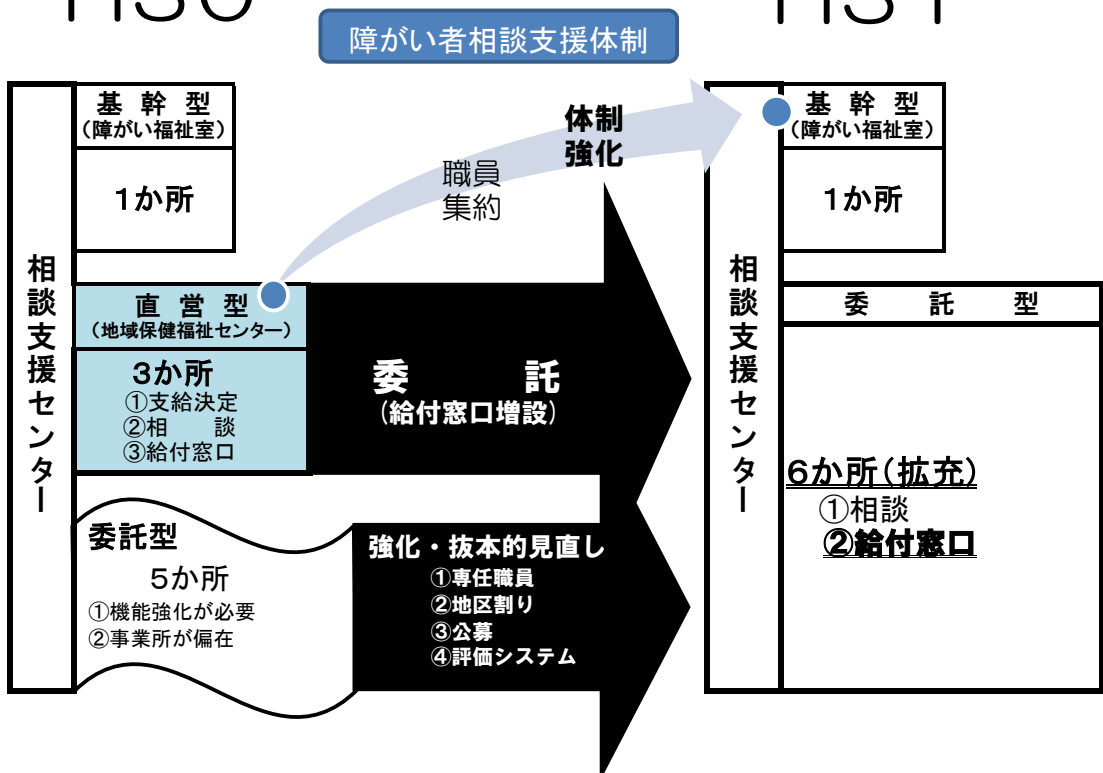 障がい者相談支援体制
相談支援センター
基 幹 型
（障がい福祉室）
１か所
直 営 型
（地域保健福祉センター）
３か所
①支給決定
②相　　談
③給付窓口
委託型
５か所
①機能強化が必要
②事業所が偏在
職員
集約
体制
強化
委　　　託
（給付窓口増設）
強化・抜本的見直し
①専任職員
②地区割り
③公募
④評価システム
相談支援センター
基 幹 型
（障がい福祉室）
１か所
委　　託　　型
６か所（拡充）
①相談
②給付窓口